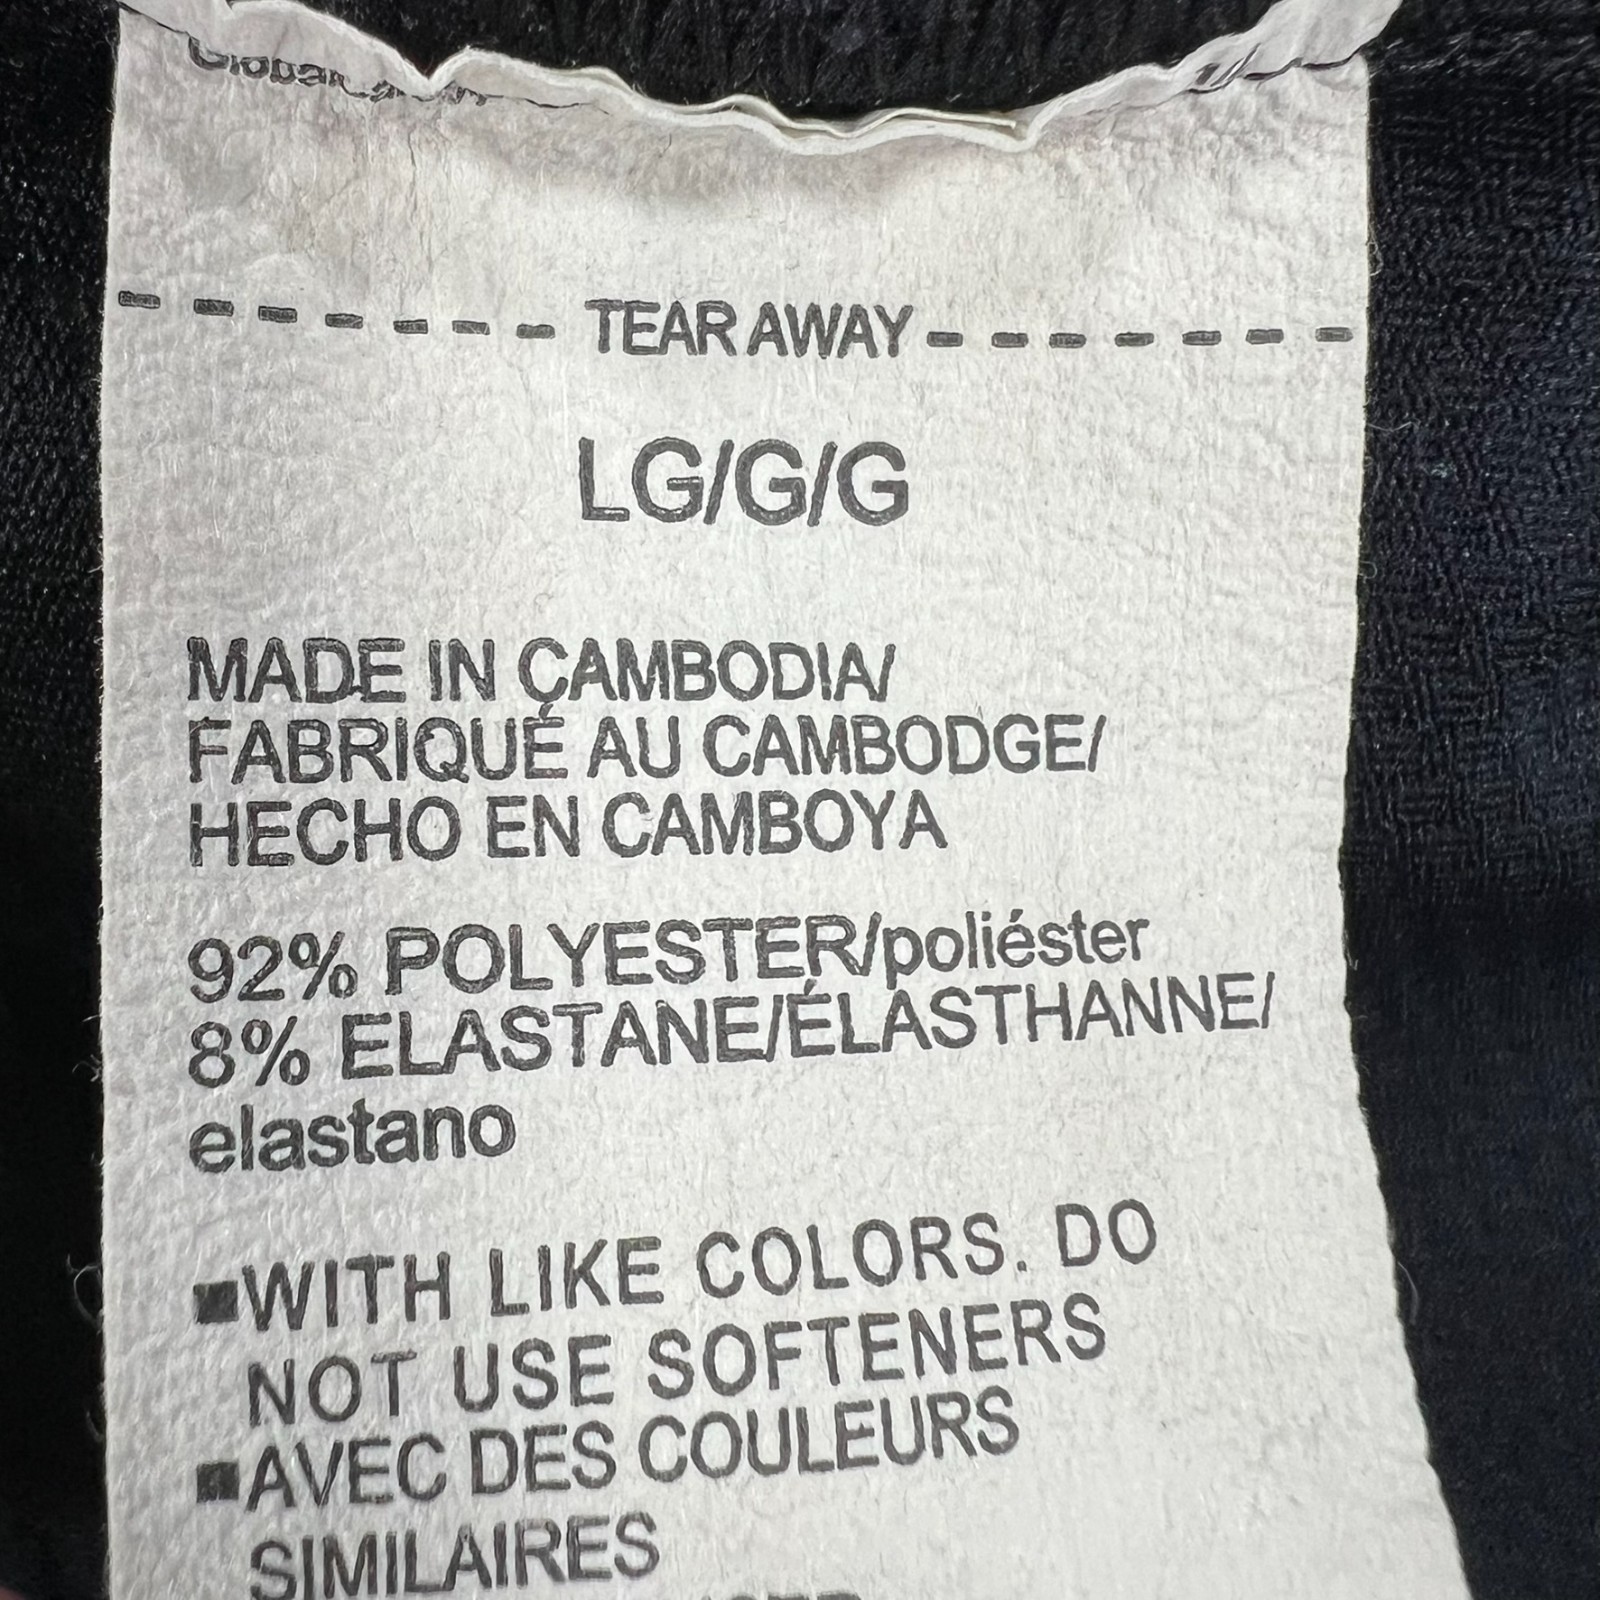 TEAR AWAY
LG/G/G
MADE IN CAMBODIA/
FABRIQUÉ AU CAMBODGE/
HECHO EN CAMBOYA
92% POLYESTER/poliéster
8% ELASTANE/ÉLASTHANNE/
elastano
■WITH LIKE COLORS. DO
NOT USE SOFTENERS
■AVEC DES COULEURS
SIMILAIRES